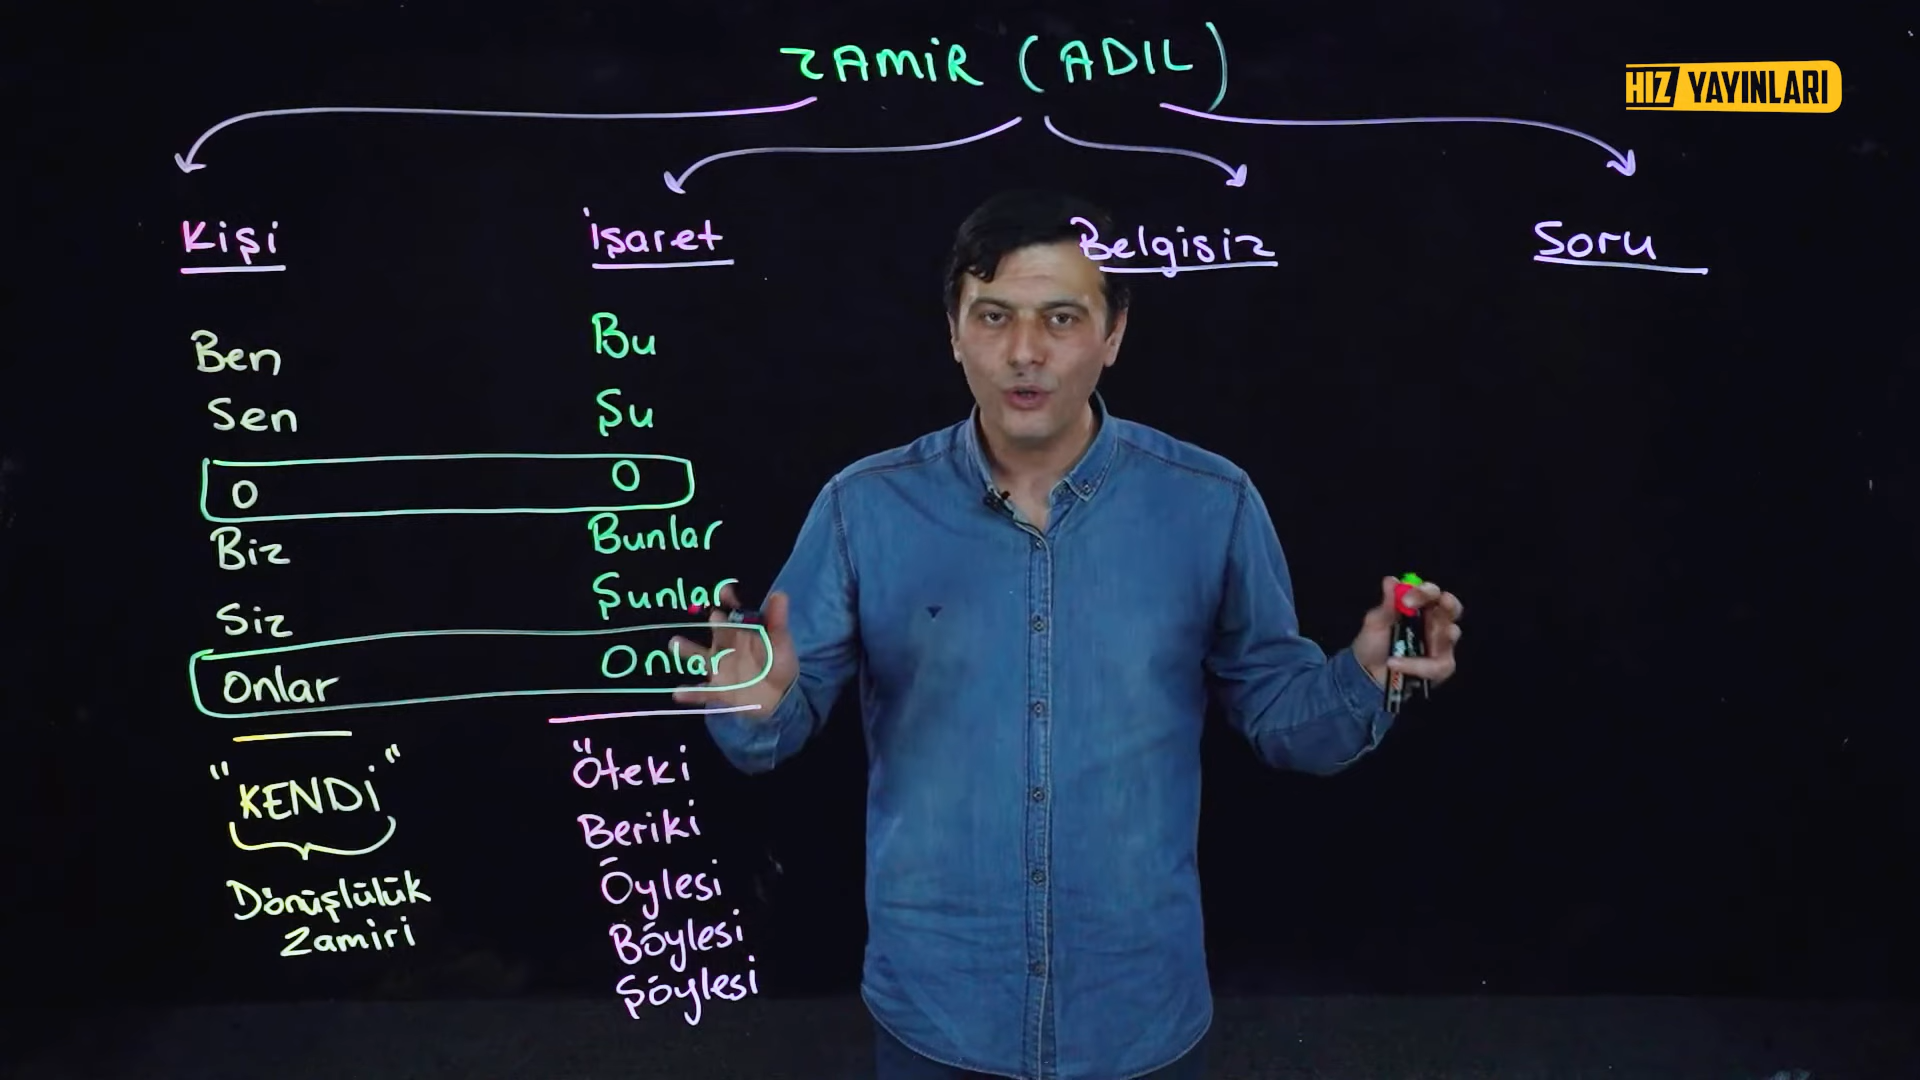 ZAMİR (ADIL)
HIZ YAYINLARI
Kişi
Ben
Sen
O
Biz
Siz
Onlar
"KENDİ"
Dönüşlülük
Zamiri
İşaret
Bu
Şu
O
Bunlar
Şunlar
Onlar
Öteki
Beriki
Öylesi
Böylesi
Şöylesi
Belgisiz
Soru